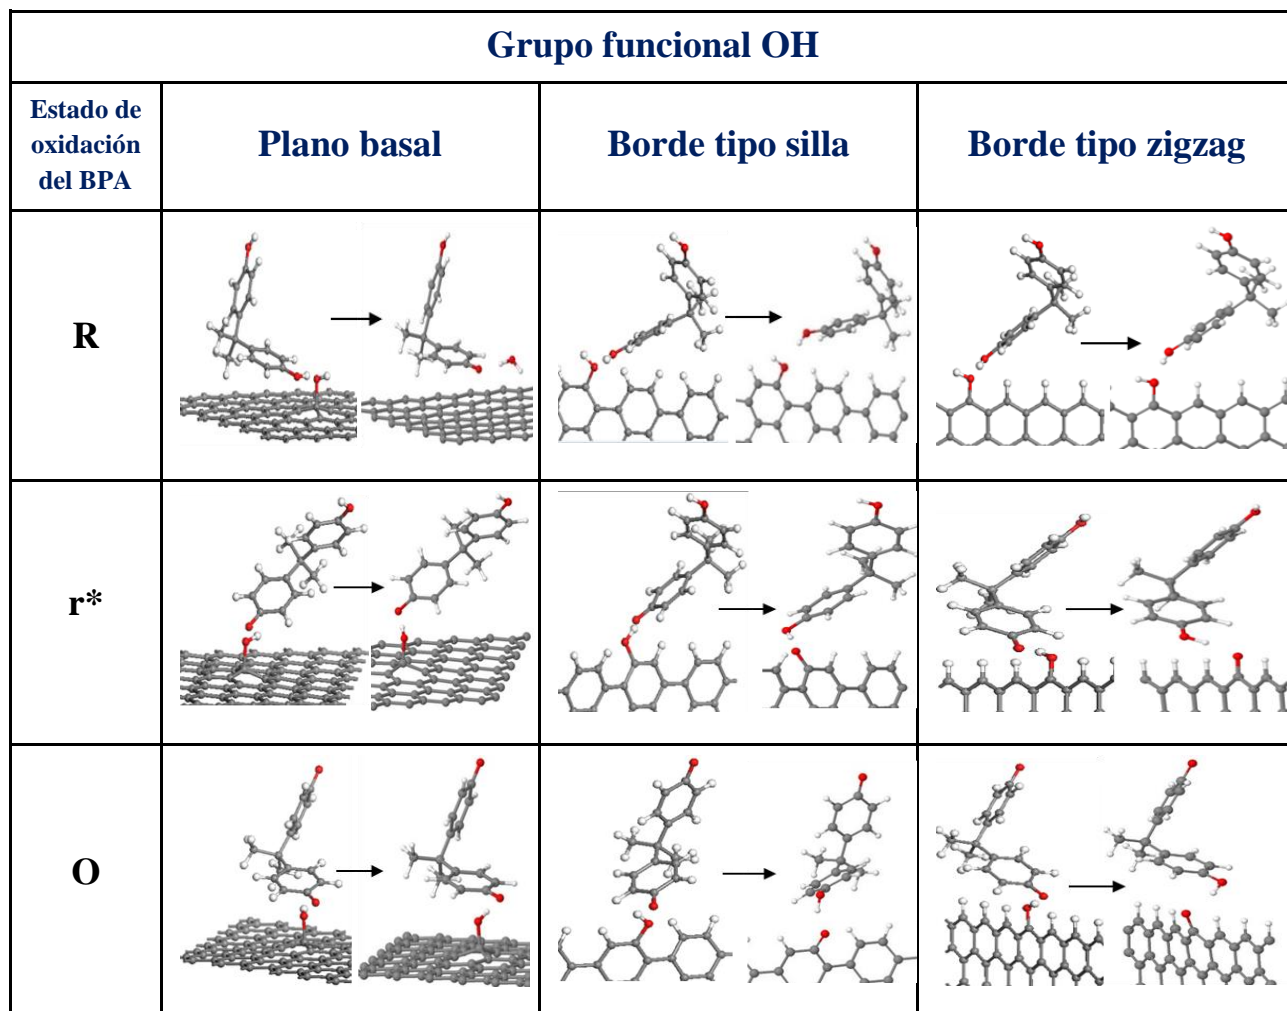 Grupo funcional OH
Estado de
oxidación
del BPA
Plano basal
Borde tipo silla
Borde tipo zigzag
R
r*
O